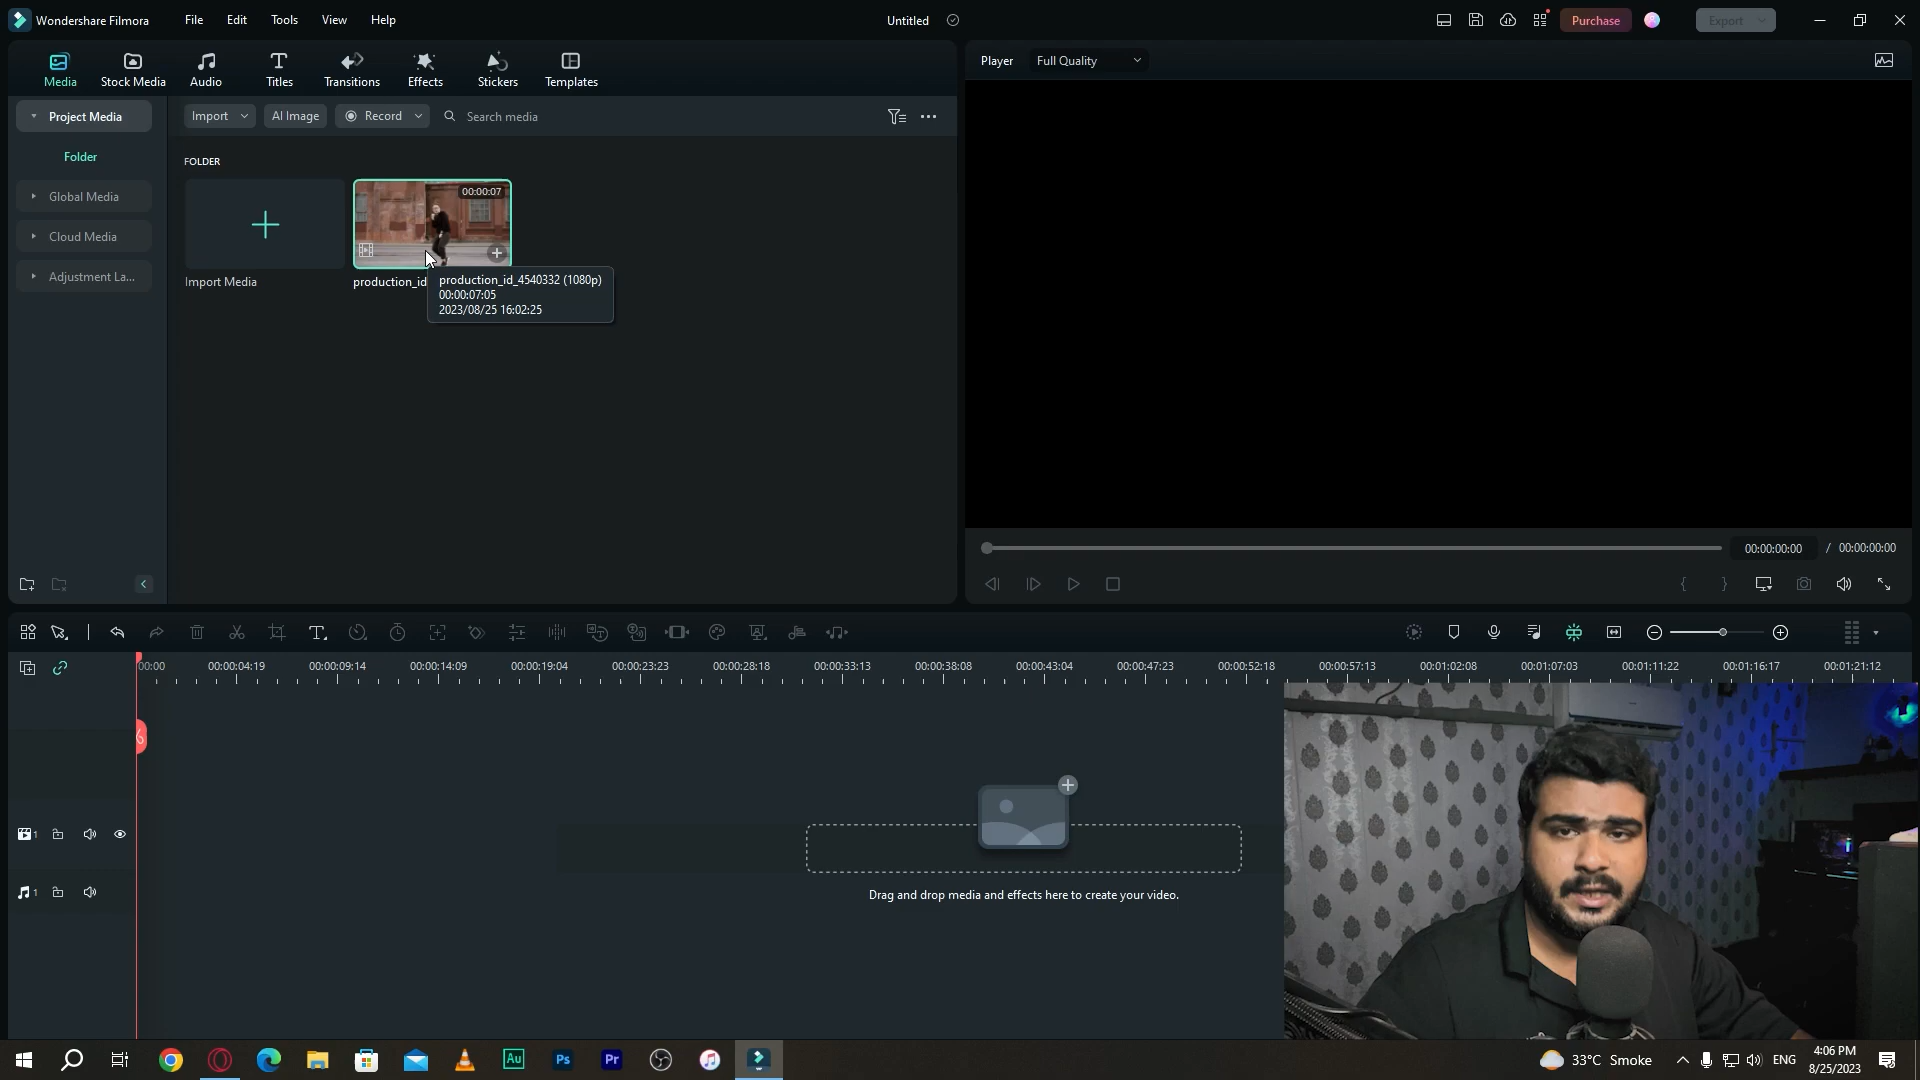 Wondershare Filmora
File
Edit
Tools
View
Help
Untitled
Purchase
Export
Media
Stock Media
Audio
Titles
Transitions
Effects
Stickers
Templates
Player
Full Quality
Project Media
Import
AI Image
Record
Search media
Folder
FOLDER
Global Media
Cloud Media
Adjustment La...
00:00:07
Import Media
production_id
production_id_4540332 (1080p)
00:00:07:05
2023/08/25 16:02:25
00:00:00:00
/
00:00:00:00
00:00
00:00:04:19
00:00:09:14
00:00:14:09
00:00:19:04
00:00:23:23
00:00:28:18
00:00:33:13
00:00:38:08
00:00:43:04
00:00:47:23
00:00:52:18
00:00:57:13
00:01:02:08
00:01:07:03
00:01:11:22
00:01:16:17
00:01:21:12
1
1
Drag and drop media and effects here to create your video.
Au
Ps
Pr
33°C Smoke
ENG
4:06 PM
8/25/2023